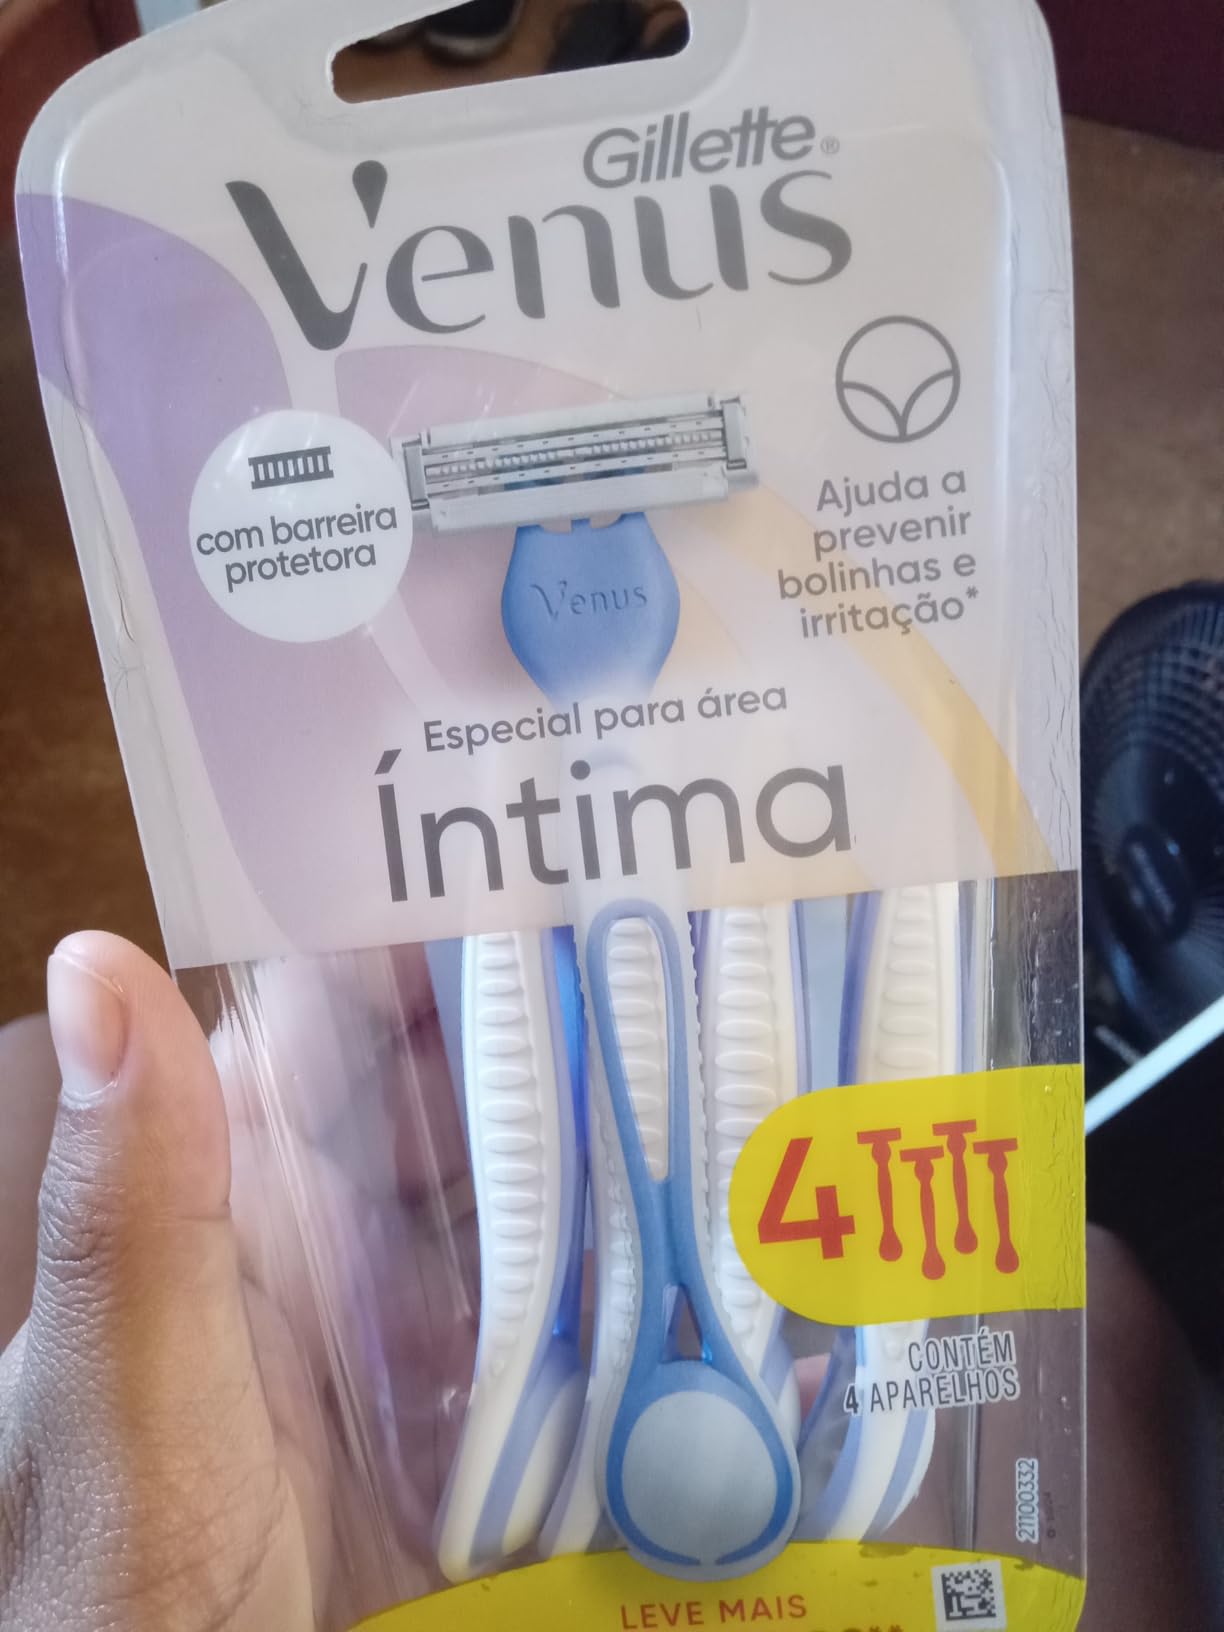 Gillette®
Venus
com barreira
protetora
Venus
Ajuda a
prevenir
bolinhas e
irritação*
Especial para área
Íntima
4
CONTÉM
4 APARELHOS
21100332
LEVE MAIS